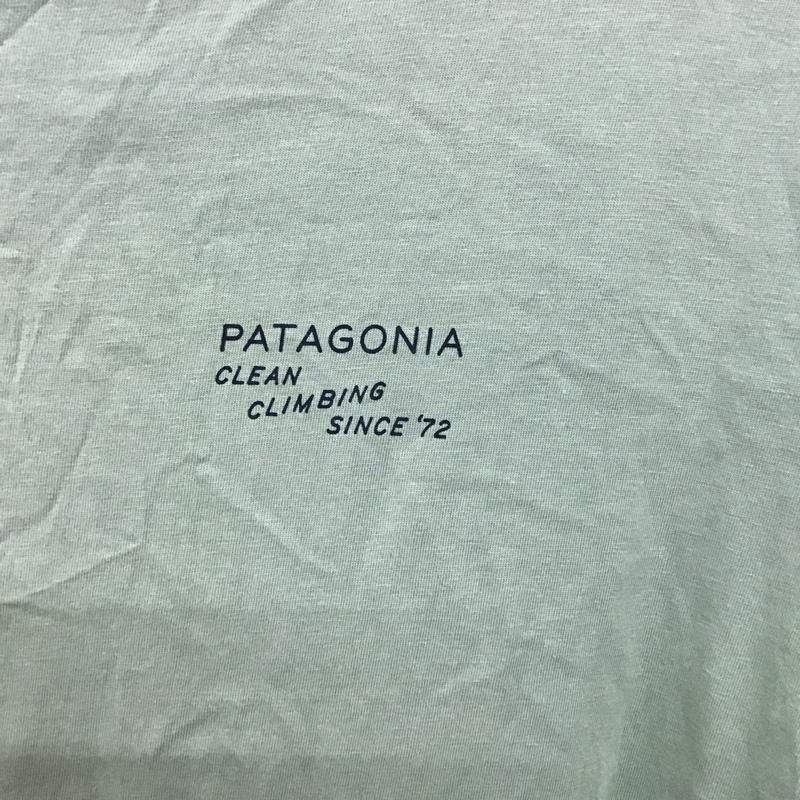 PATAGONIA
CLEAN
CLIMBING
SINCE '72